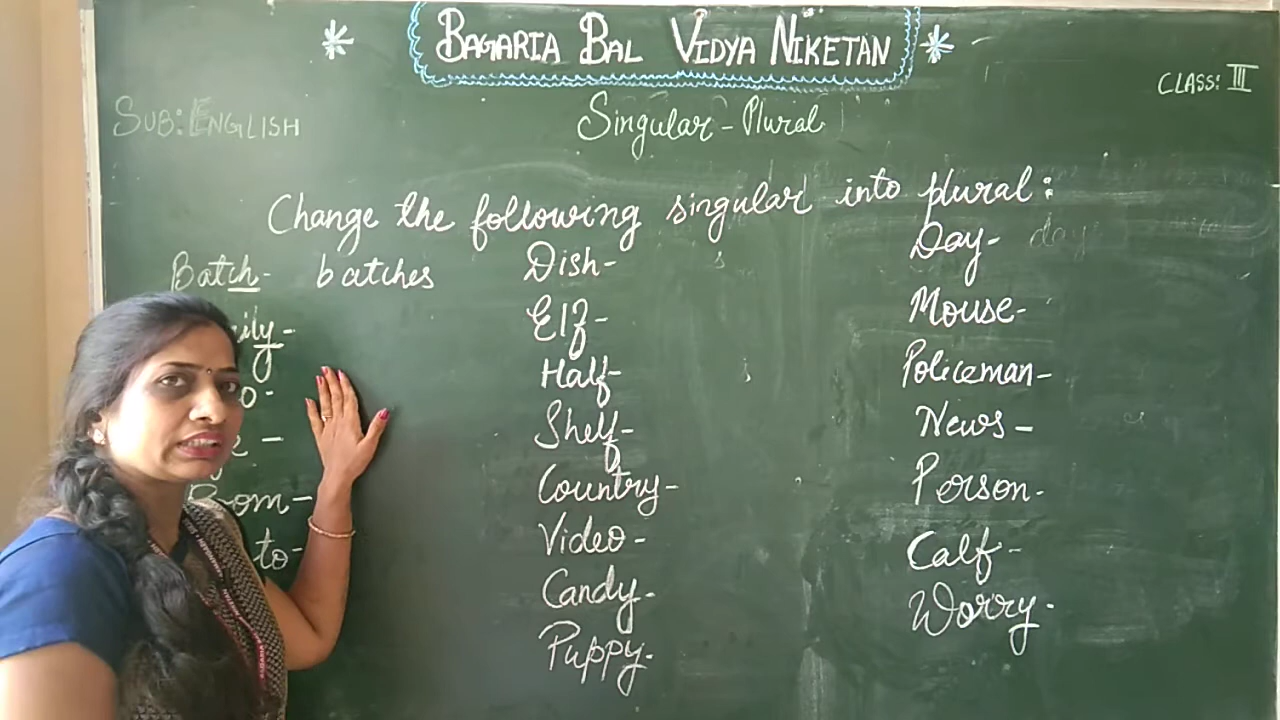 BAGARIA BAL VIDYA NIKETAN
CLASS: III
SUB: ENGLISH
Singular - Plural
Change the following singular into plural:
Batch - batches
Dish -
Elf -
Half -
Shelf -
Country -
Video -
Candy -
Puppy -
Day - day
Mouse -
Policeman -
News -
Person -
Calf -
Worry -